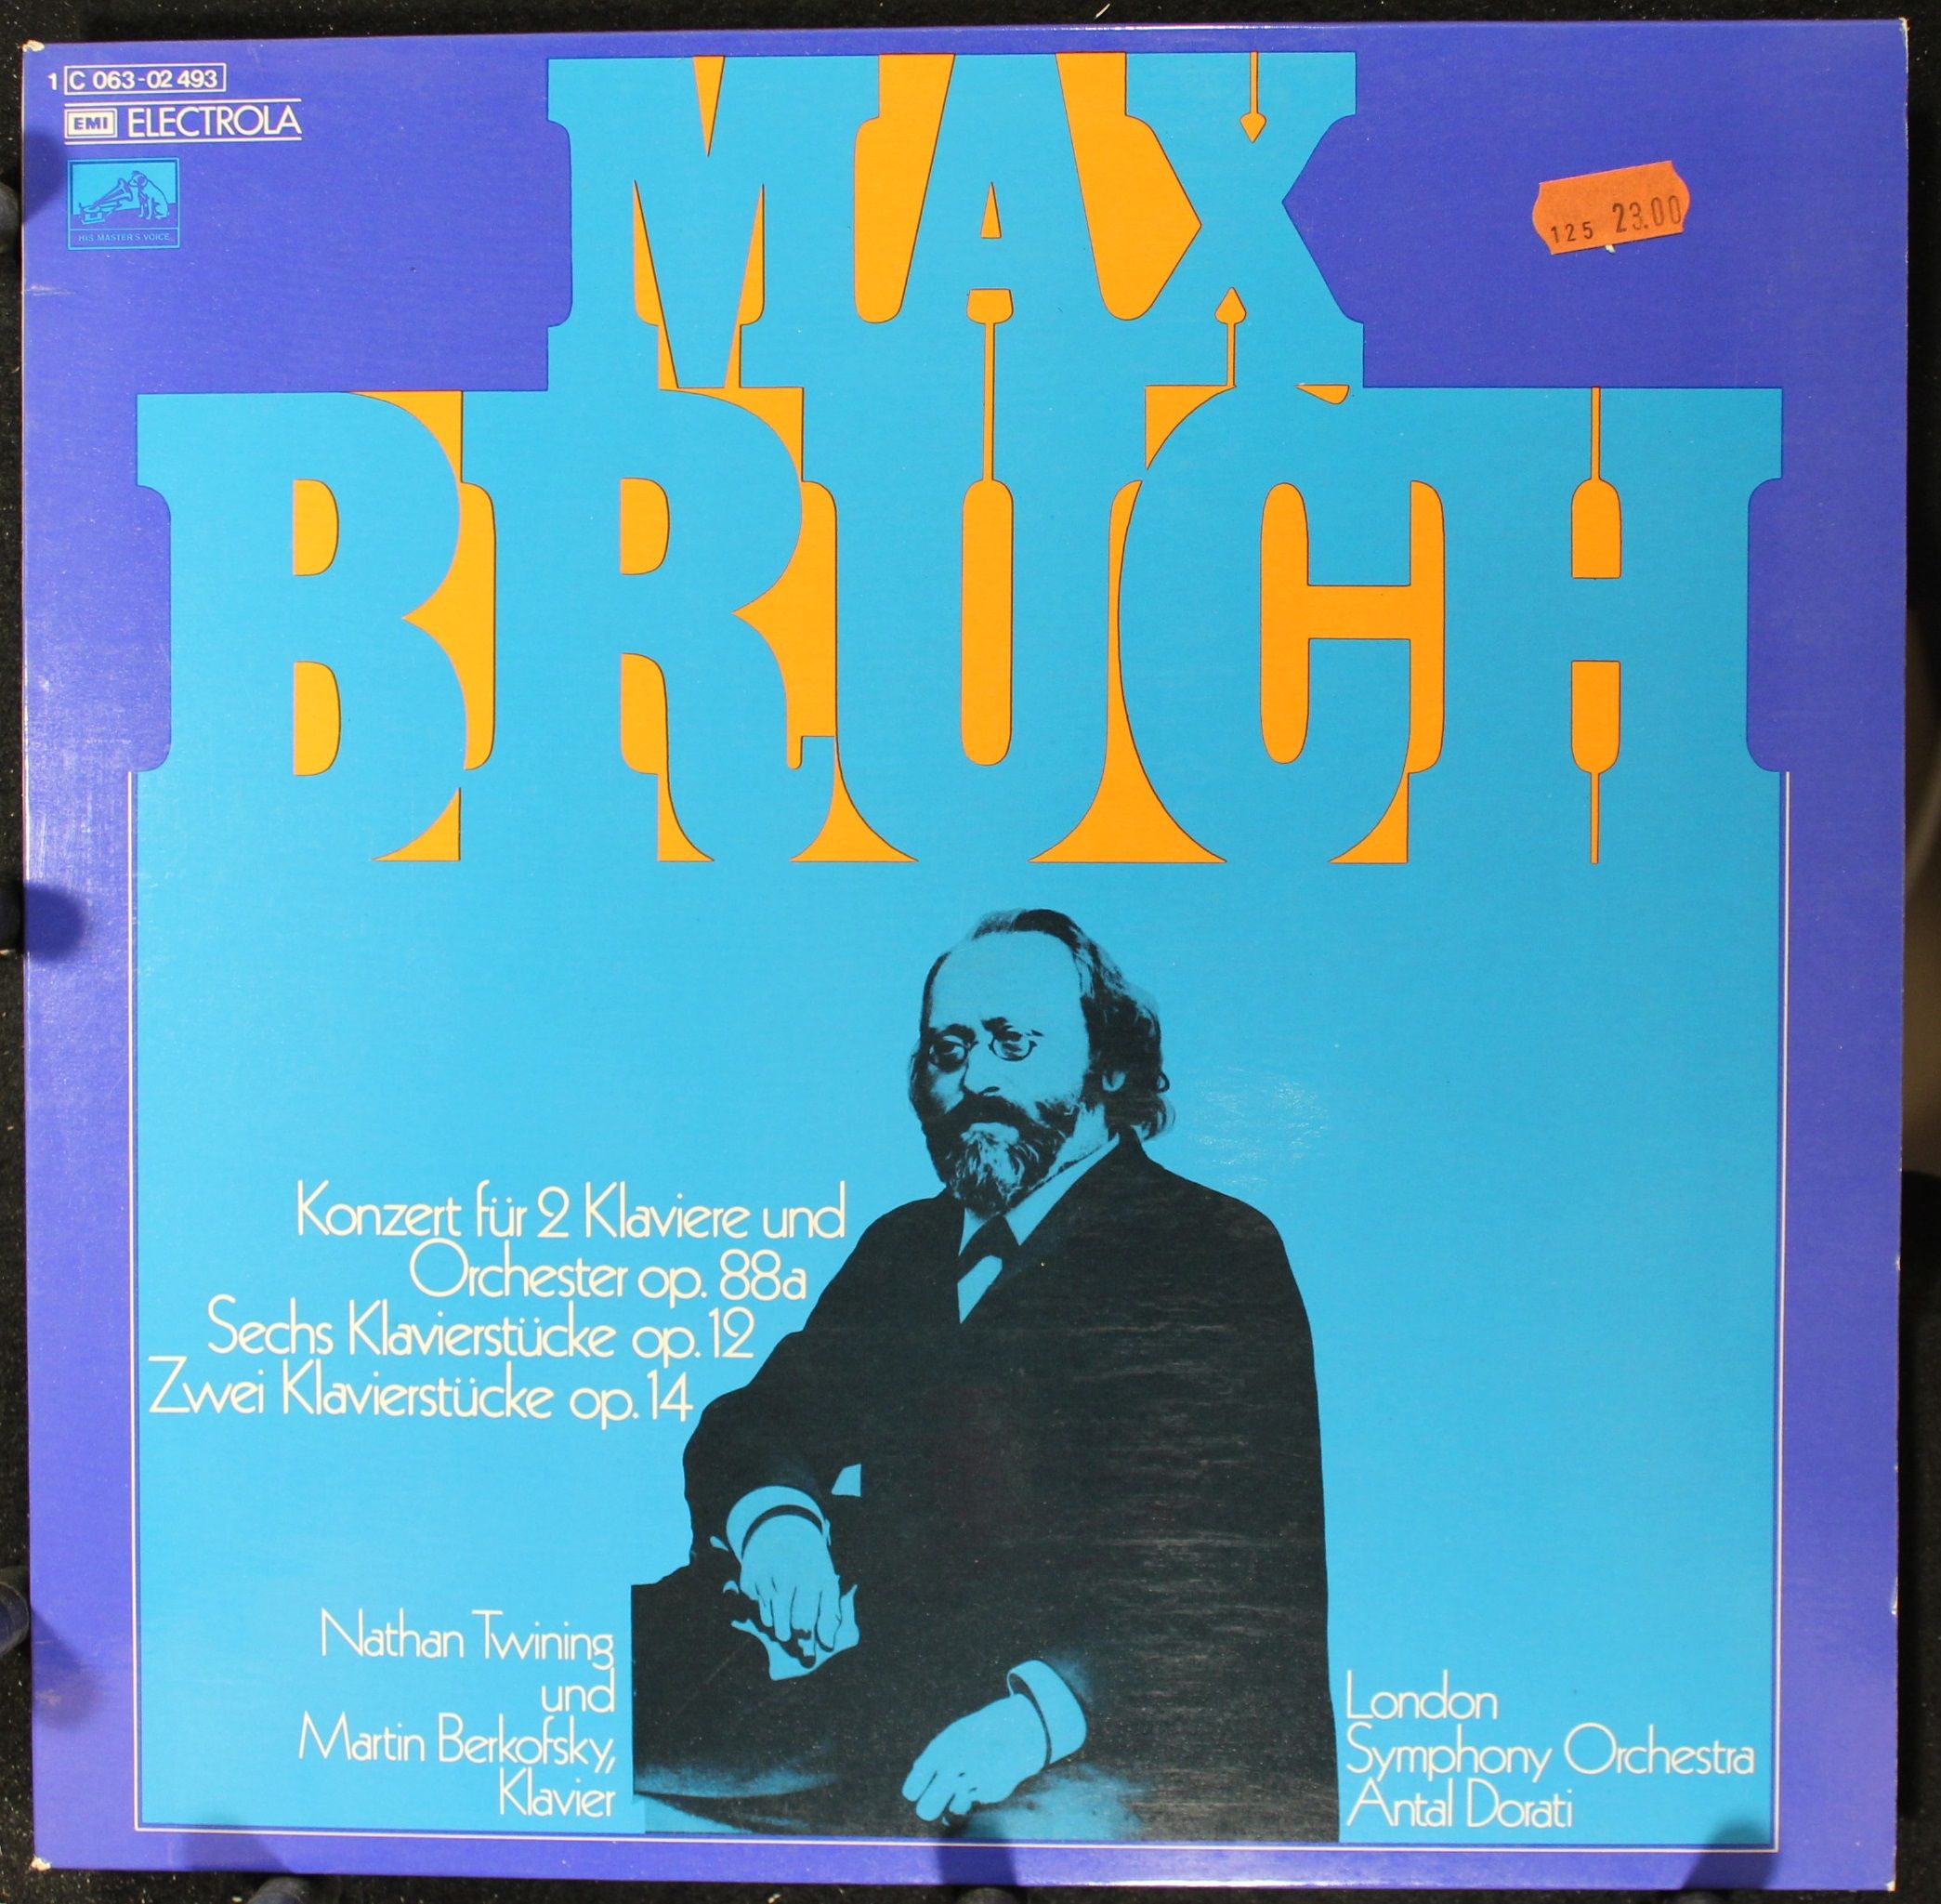 1 C 063-02 493
EMI ELECTROLA
HIS MASTER'S VOICE
125 23.00
MAX
BRUCH
Konzert für 2 Klaviere und
Orchester op. 88a
Sechs Klavierstücke op. 12
Zwei Klavierstücke op. 14
Nathan Twining
und
Martin Berkofsky,
Klavier
London
Symphony Orchestra
Antal Dorati